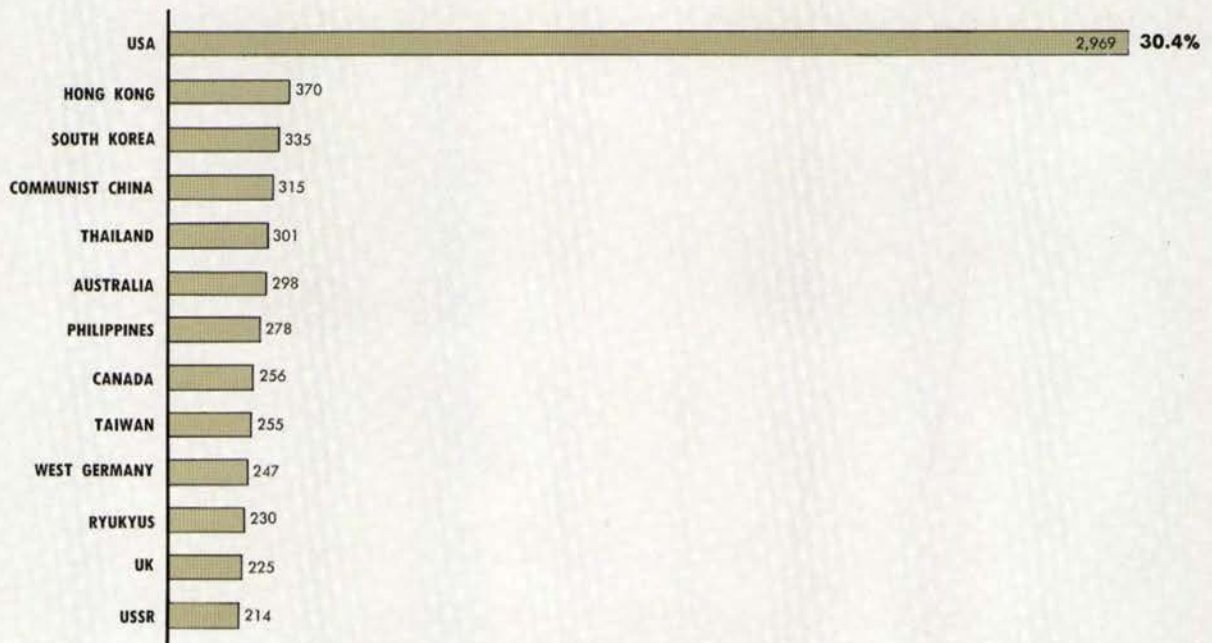 USA 2,969 30.4%
HONG KONG 370
SOUTH KOREA 335
COMMUNIST CHINA 315
THAILAND 301
AUSTRALIA 298
PHILIPPINES 278
CANADA 256
TAIWAN 255
WEST GERMANY 247
RYUKYUS 230
UK 225
USSR 214